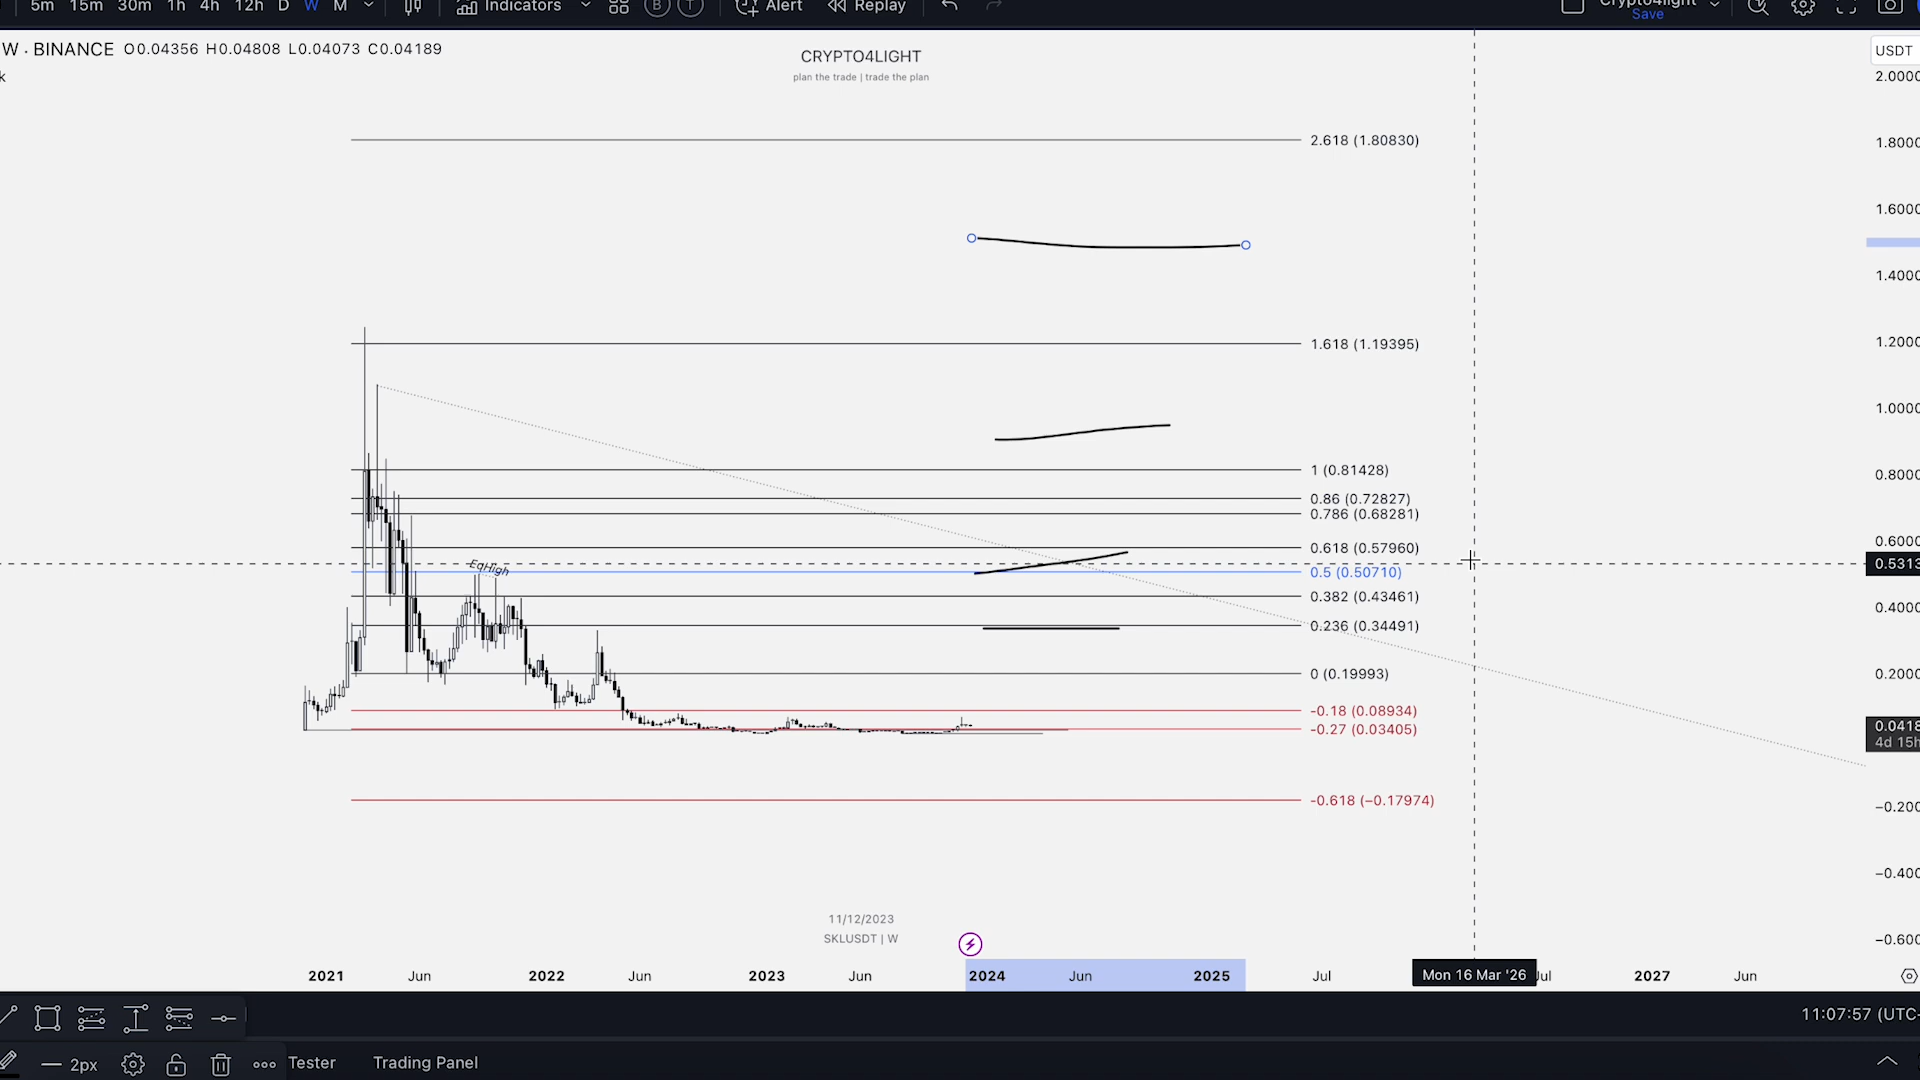 5m 15m 30m 1h 4h 12h D W M Indicators B T Alert Replay
Crypto4light
Save
W · BINANCE O0.04356 H0.04808 L0.04073 C0.04189
k
CRYPTO4LIGHT
plan the trade | trade the plan
USDT
2.0000
1.8000
1.6000
1.4000
1.2000
1.0000
0.8000
0.6000
0.5313
0.4000
0.2000
0.0418
4d 15h
-0.200
-0.400
-0.600
2.618 (1.80830)
1.618 (1.19395)
1 (0.81428)
0.86 (0.72827)
0.786 (0.68281)
0.618 (0.57960)
0.5 (0.50710)
0.382 (0.43461)
0.236 (0.34491)
0 (0.19993)
-0.18 (0.08934)
-0.27 (0.03405)
-0.618 (−0.17974)
EqHigh
11/12/2023
SKLUSDT | W
2021 Jun 2022 Jun 2023 Jun 2024 Jun 2025 Jul Mon 16 Mar '26 Jul 2027 Jun
11:07:57 (UTC-
2px Tester Trading Panel